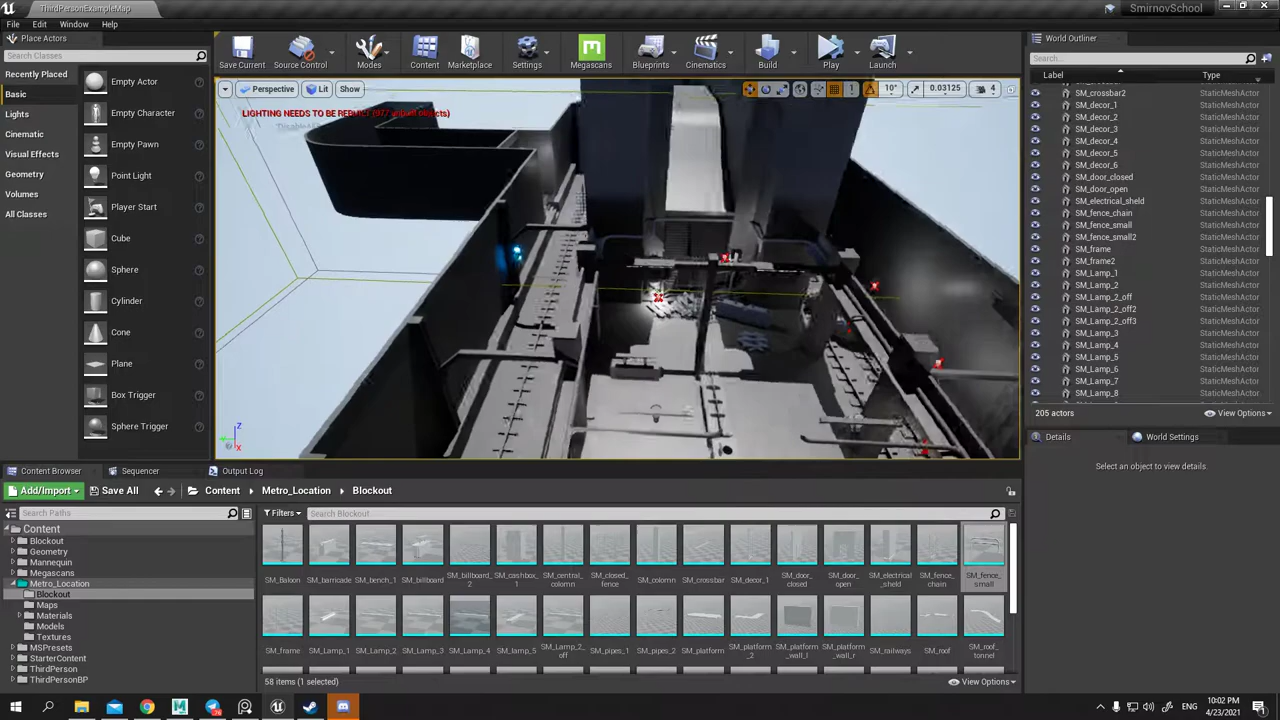 ThirdPersonExampleMap
SmirnovSchool
File Edit Window Help
Place Actors
Search Classes
Recently Placed
Basic
Lights
Cinematic
Visual Effects
Geometry
Volumes
All Classes
Empty Actor
Empty Character
Empty Pawn
Point Light
Player Start
Cube
Sphere
Cylinder
Cone
Plane
Box Trigger
Sphere Trigger
Save Current Source Control Modes Content Marketplace Settings Megascans Blueprints Cinematics Build Play Launch
Perspective Lit Show 10° 0.03125 4
World Outliner
Search...
Label Type
SM_crossbar2 StaticMeshActor
SM_decor_1 StaticMeshActor
SM_decor_2 StaticMeshActor
SM_decor_3 StaticMeshActor
SM_decor_4 StaticMeshActor
SM_decor_5 StaticMeshActor
SM_decor_6 StaticMeshActor
SM_door_closed StaticMeshActor
SM_door_open StaticMeshActor
SM_electrical_sheld StaticMeshActor
SM_fence_chain StaticMeshActor
SM_fence_small StaticMeshActor
SM_fence_small2 StaticMeshActor
SM_frame StaticMeshActor
SM_frame2 StaticMeshActor
SM_Lamp_1 StaticMeshActor
SM_Lamp_2 StaticMeshActor
SM_Lamp_2_off StaticMeshActor
SM_Lamp_2_off2 StaticMeshActor
SM_Lamp_2_off3 StaticMeshActor
SM_Lamp_3 StaticMeshActor
SM_Lamp_4 StaticMeshActor
SM_Lamp_5 StaticMeshActor
SM_Lamp_6 StaticMeshActor
SM_Lamp_7 StaticMeshActor
SM_Lamp_8 StaticMeshActor
205 actors View Options
Details World Settings
Select an object to view details.
Content Browser Sequencer Output Log
Add/Import Save All Content Metro_Location Blockout
Search Paths
Filters Search Blockout
Content
Blockout
Geometry
Mannequin
Megascans
Metro_Location
Blockout
Maps
Materials
Models
Textures
MSPresets
StarterContent
ThirdPerson
ThirdPersonBP
SM_Baloon SM_barricade SM_bench_1 SM_billboard SM_billboard_2 SM_cashbox_1 SM_central_column SM_closed_fence SM_column SM_crossbar SM_decor_1 SM_door_closed SM_door_open SM_electrical_sheld SM_fence_chain SM_fence_small
SM_frame SM_Lamp_1 SM_Lamp_2 SM_Lamp_3 SM_Lamp_4 SM_lamp_5 SM_Lamp_2_off SM_pipes_1 SM_pipes_2 SM_platform SM_platform_2 SM_platform_wall_l SM_platform_wall_r SM_railways SM_roof SM_roof_tonnel
58 items (1 selected) View Options
ENG
10:02 PM
4/23/2021